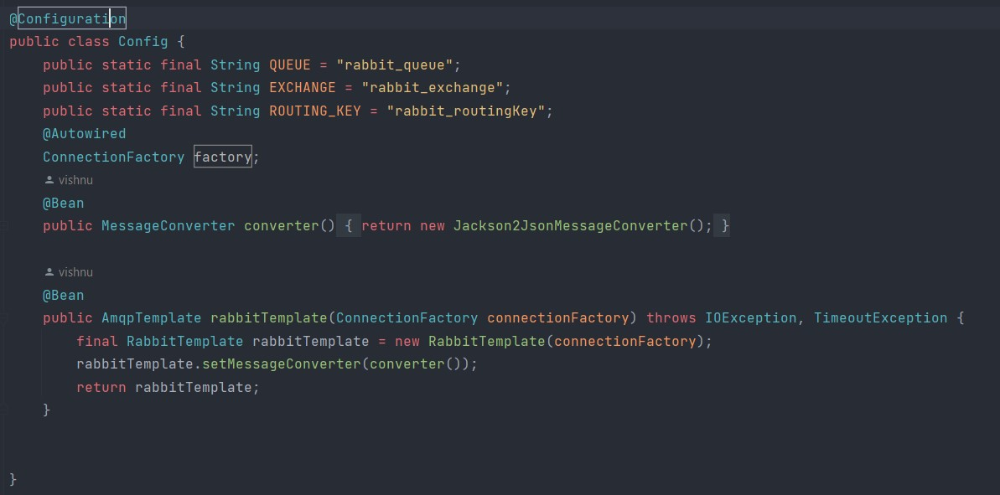 @Configuration
public class Config {
public static final String QUEUE = "rabbit_queue";
public static final String EXCHANGE = "rabbit_exchange";
public static final String ROUTING_KEY = "rabbit_routingKey";
@Autowired
ConnectionFactory factory;
vishnu
@Bean
public MessageConverter converter() { return new Jackson2JsonMessageConverter(); }
vishnu
@Bean
public AmqpTemplate rabbitTemplate(ConnectionFactory connectionFactory) throws IOException, TimeoutException {
final RabbitTemplate rabbitTemplate = new RabbitTemplate(connectionFactory);
rabbitTemplate.setMessageConverter(converter());
return rabbitTemplate;
}
}